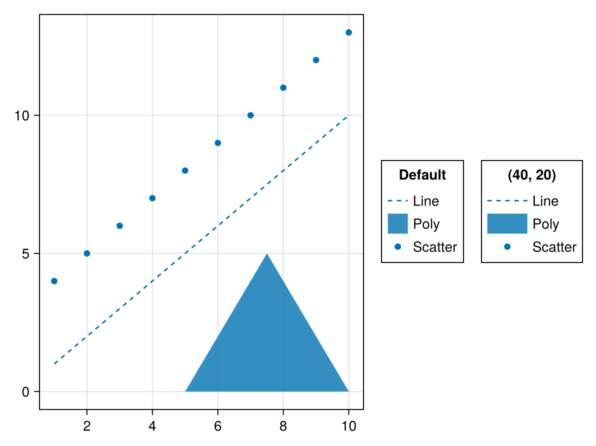 10
5
0
2 4 6 8 10
Default
Line
Poly
Scatter
(40, 20)
Line
Poly
Scatter